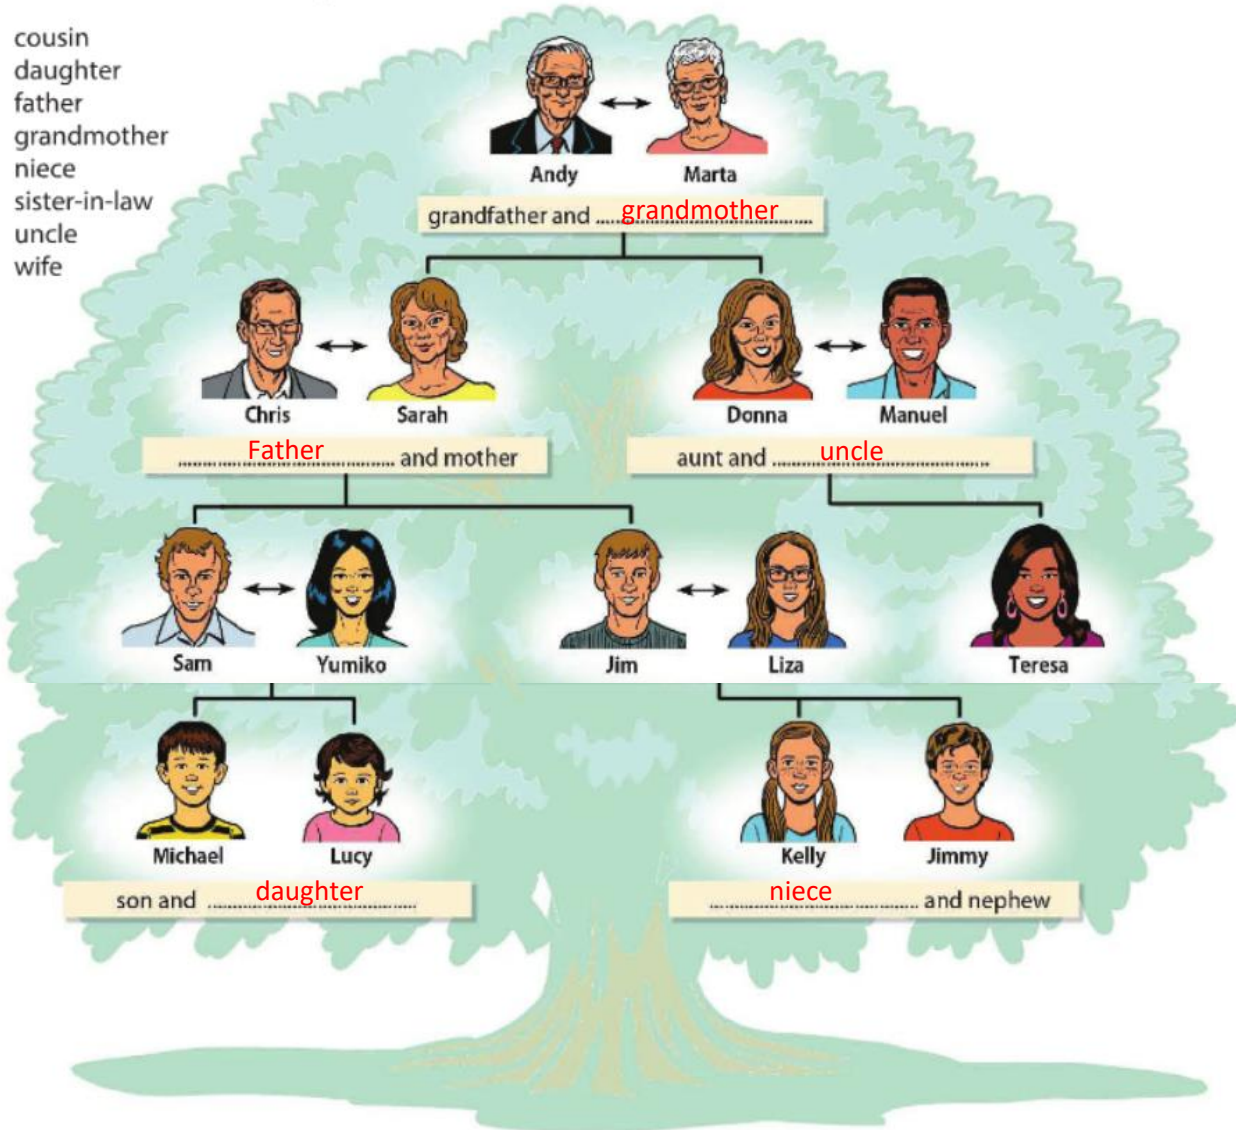 cousin
daughter
father
grandmother
niece
sister-in-law
uncle
wife
Andy Marta
grandfather and grandmother
Chris Sarah Donna Manuel
Father and mother aunt and uncle
Sam Yumiko Jim Liza Teresa
Michael Lucy Kelly Jimmy
son and daughter niece and nephew